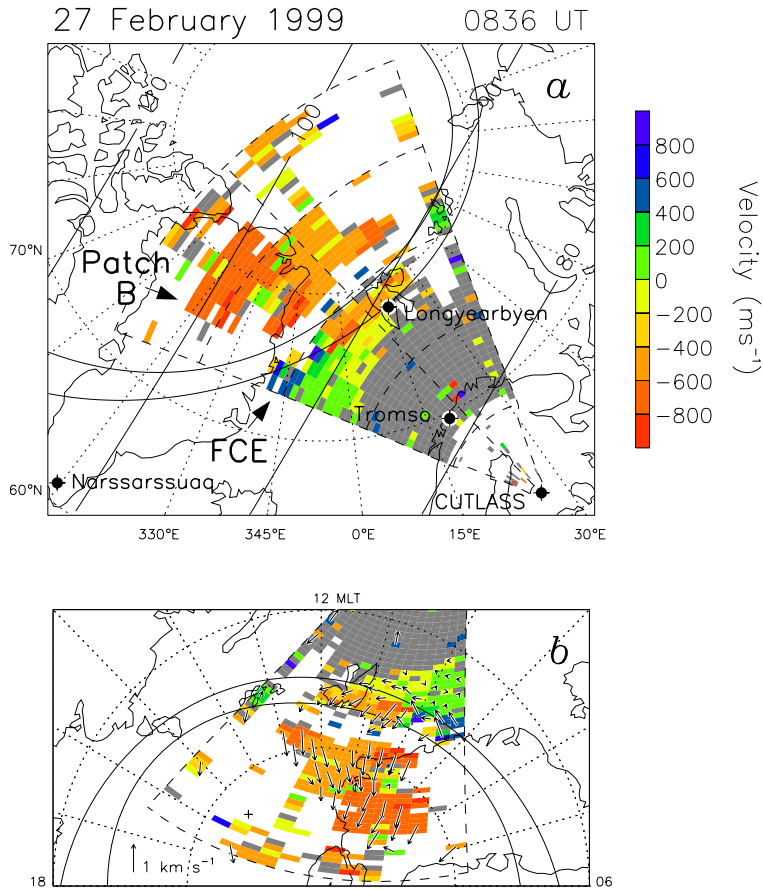 27 February 1999
0836 UT
a
100
80
70°N
60°N
Patch
B
FCE
Longyearbyen
Tromso
Narssarssuaq
CUTLASS
330°E
345°E
0°E
15°E
30°E
800
600
400
200
0
−200
−400
−600
−800
Velocity (ms⁻¹)
12 MLT
b
1 km s⁻¹
18
06